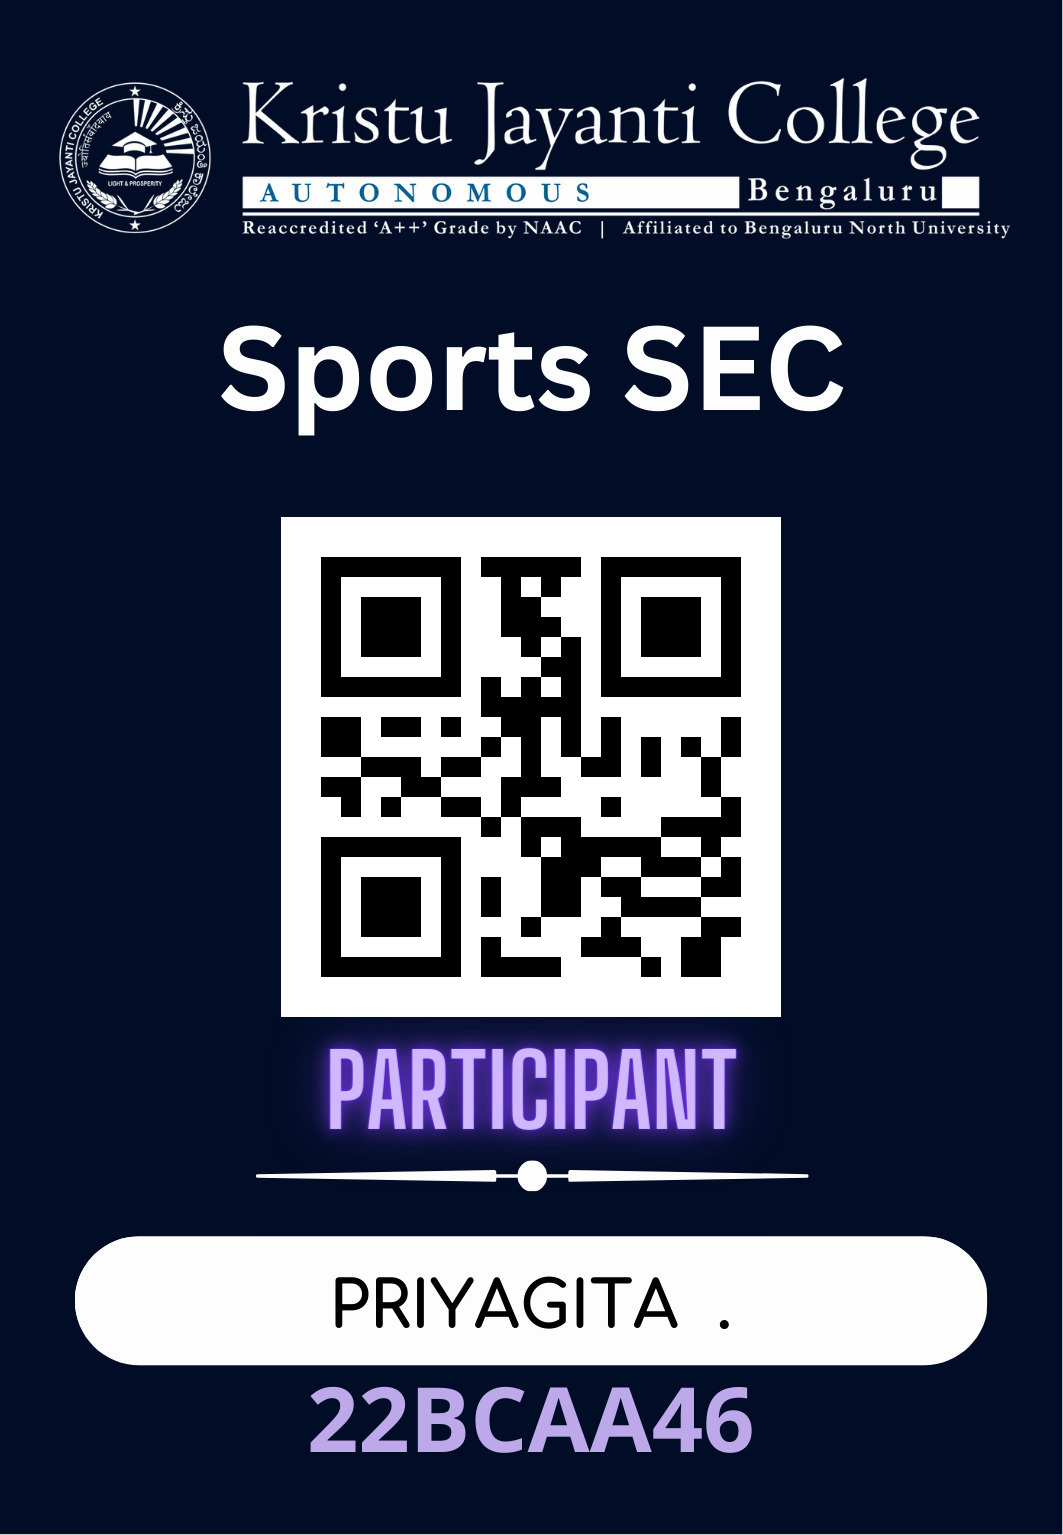 KRISTU JAYANTI COLLEGE
LIGHT & PROSPERITY
Kristu Jayanti College
AUTONOMOUS Bengaluru
Reaccredited ‘A++’ Grade by NAAC | Affiliated to Bengaluru North University
Sports SEC
PARTICIPANT
PRIYAGITA .
22BCAA46